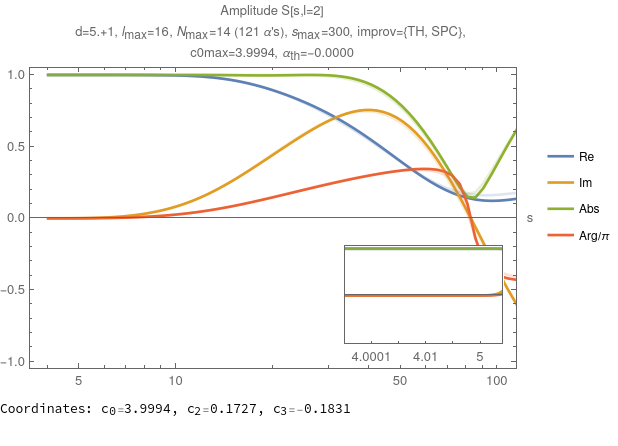 Amplitude S[s,l=2]
d=5.+1, lmax=16, Nmax=14 (121 α's), smax=300, improv={TH, SPC},
c0max=3.9994, αth=-0.0000
1.0
0.5
0.0
-0.5
-1.0
s
Re
Im
Abs
Arg/π
4.0001 4.01 5
5 10 50 100
Coordinates: c0=3.9994, c2=0.1727, c3=-0.1831